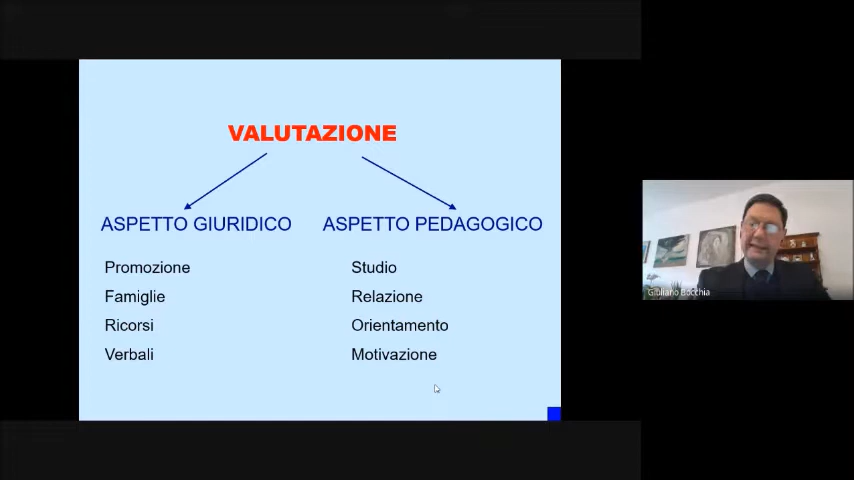 VALUTAZIONE
ASPETTO GIURIDICO
Promozione
Famiglie
Ricorsi
Verbali
ASPETTO PEDAGOGICO
Studio
Relazione
Orientamento
Motivazione
Giuliano Bocchia